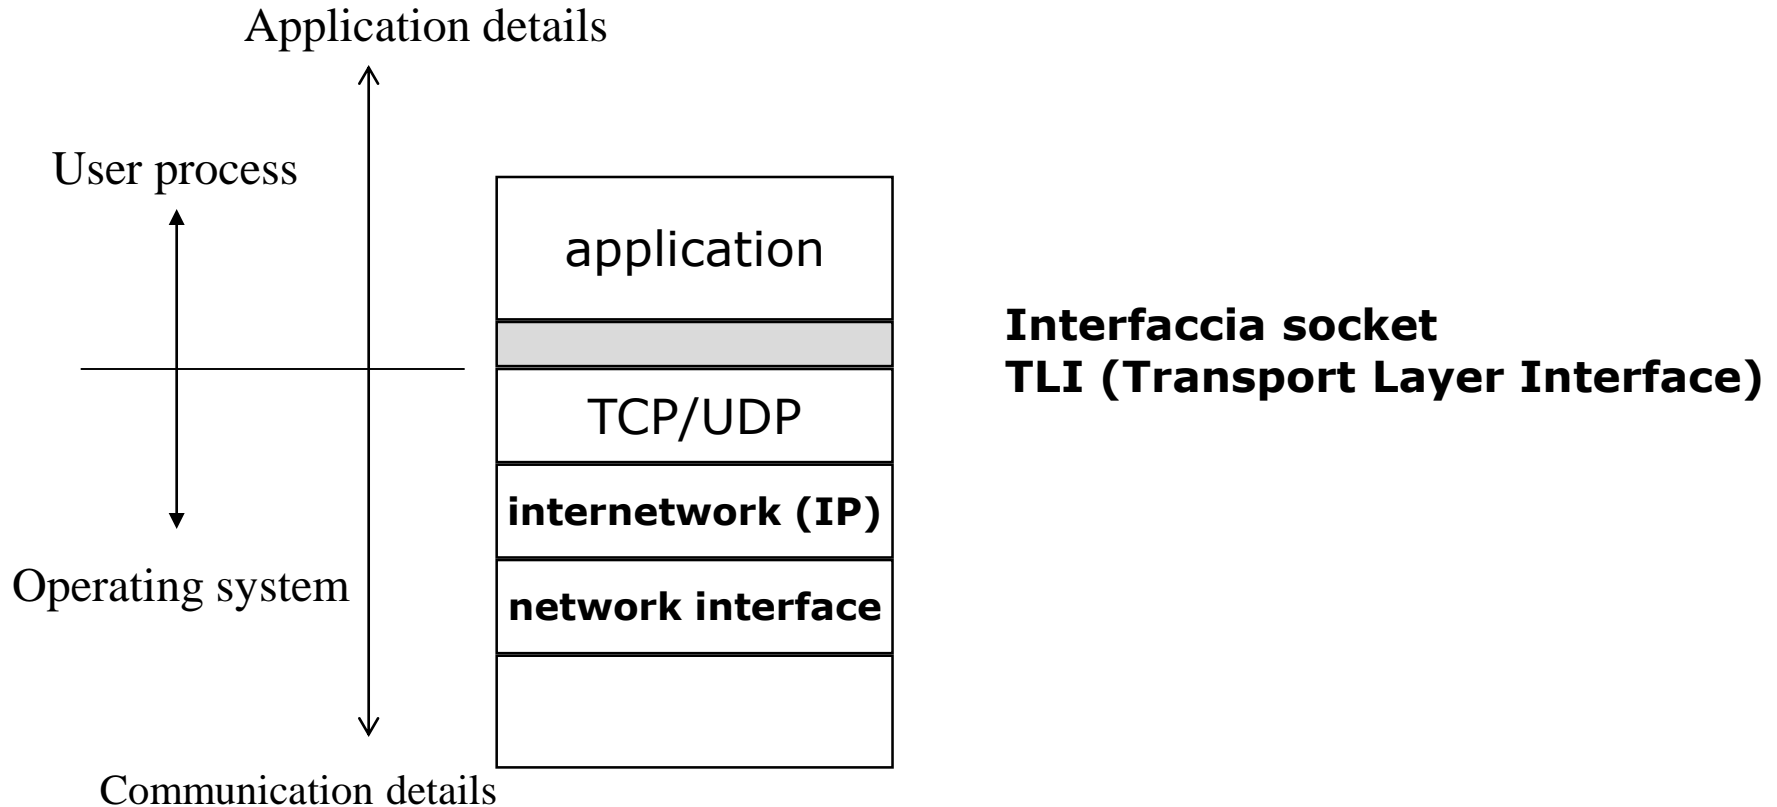 Application details
User process
application
Interfaccia socket
TLI (Transport Layer Interface)
TCP/UDP
internetwork (IP)
Operating system
network interface
Communication details